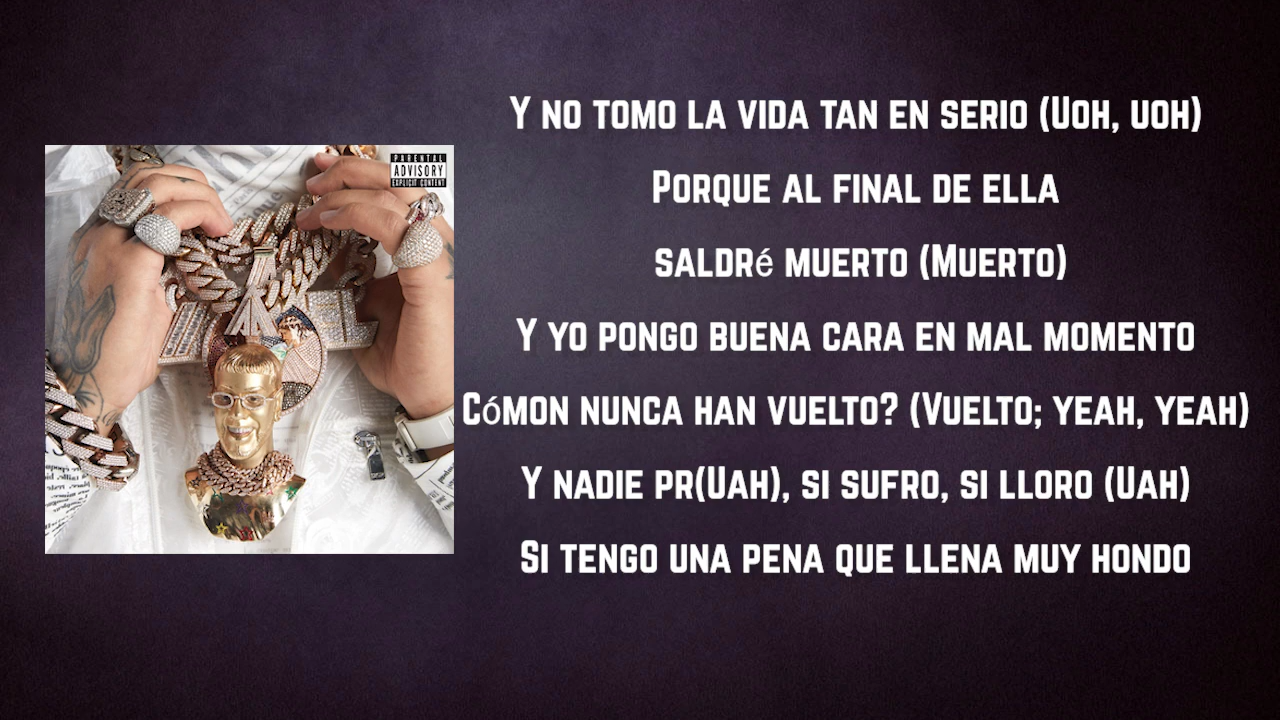 Y NO TOMO LA VIDA TAN EN SERIO (UOH, UOH)
PORQUE AL FINAL DE ELLA
SALDRé MUERTO (MUERTO)
Y YO PONGO BUENA CARA EN MAL MOMENTO
CóMON NUNCA HAN VUELTO? (VUELTO; YEAH, YEAH)
Y NADIE PR(UAH), SI SUFRO, SI LLORO (UAH)
SI TENGO UNA PENA QUE LLENA MUY HONDO
PARENTAL
ADVISORY
EXPLICIT CONTENT